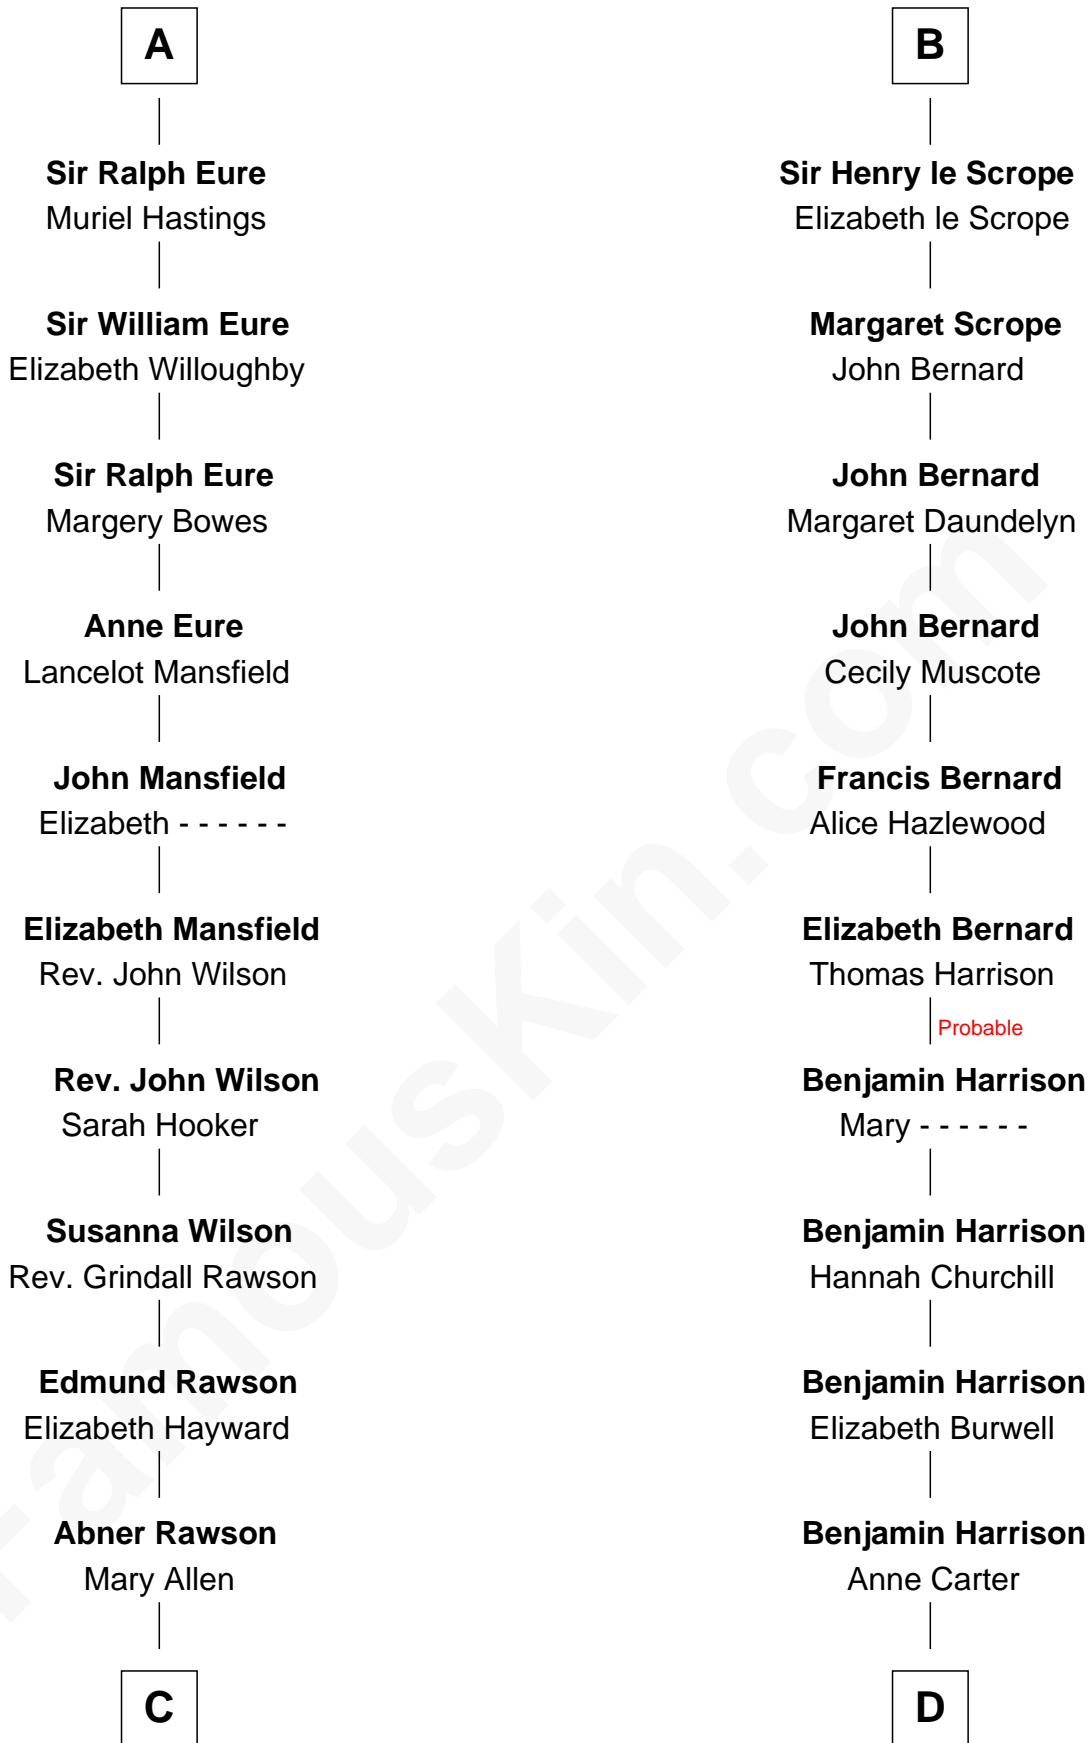 A
Sir Ralph Eure
Muriel Hastings
Sir William Eure
Elizabeth Willoughby
Sir Ralph Eure
Margery Bowes
Anne Eure
Lancelot Mansfield
John Mansfield
Elizabeth - - - - - -
Elizabeth Mansfield
Rev. John Wilson
Rev. John Wilson
Sarah Hooker
Susanna Wilson
Rev. Grindall Rawson
Edmund Rawson
Elizabeth Hayward
Abner Rawson
Mary Allen
C
B
Sir Henry le Scrope
Elizabeth le Scrope
Margaret Scrope
John Bernard
John Bernard
Margaret Daundelyn
John Bernard
Cecily Muscote
Francis Bernard
Alice Hazlewood
Elizabeth Bernard
Thomas Harrison
Probable
Benjamin Harrison
Mary - - - - - -
Benjamin Harrison
Hannah Churchill
Benjamin Harrison
Elizabeth Burwell
Benjamin Harrison
Anne Carter
D
FamousKin.com